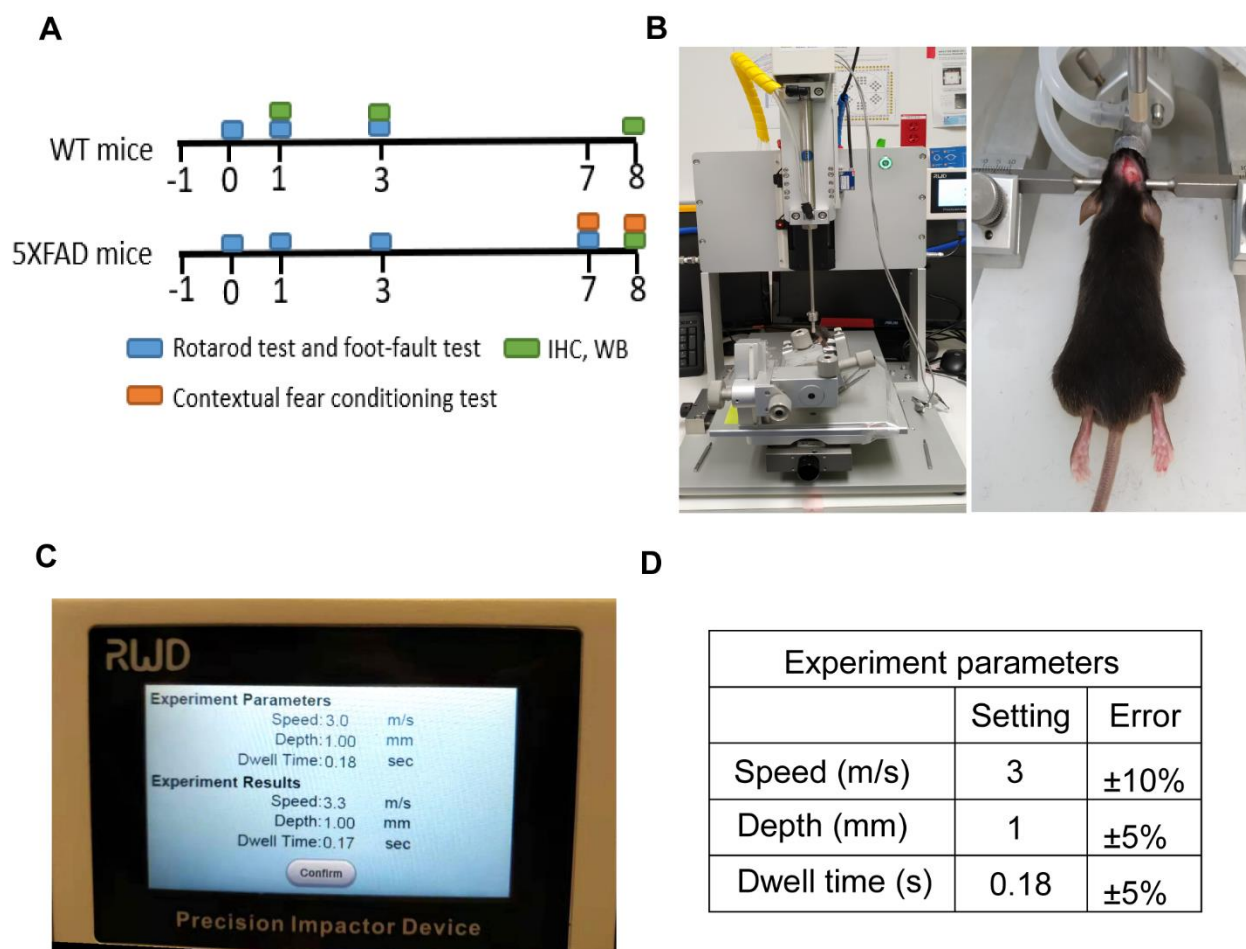 A
WT mice
-1 0 1 3 7 8
5XFAD mice
-1 0 1 3 7 8
Rotarod test and foot-fault test
IHC, WB
Contextual fear conditioning test
B
RWD
C
RWD
Experiment Parameters
Speed: 3.0 m/s
Depth: 1.00 mm
Dwell Time: 0.18 sec
Experiment Results
Speed: 3.3 m/s
Depth: 1.00 mm
Dwell Time: 0.17 sec
Confirm
Precision Impactor Device
D
Experiment parameters
Setting Error
Speed (m/s) 3 ±10%
Depth (mm) 1 ±5%
Dwell time (s) 0.18 ±5%